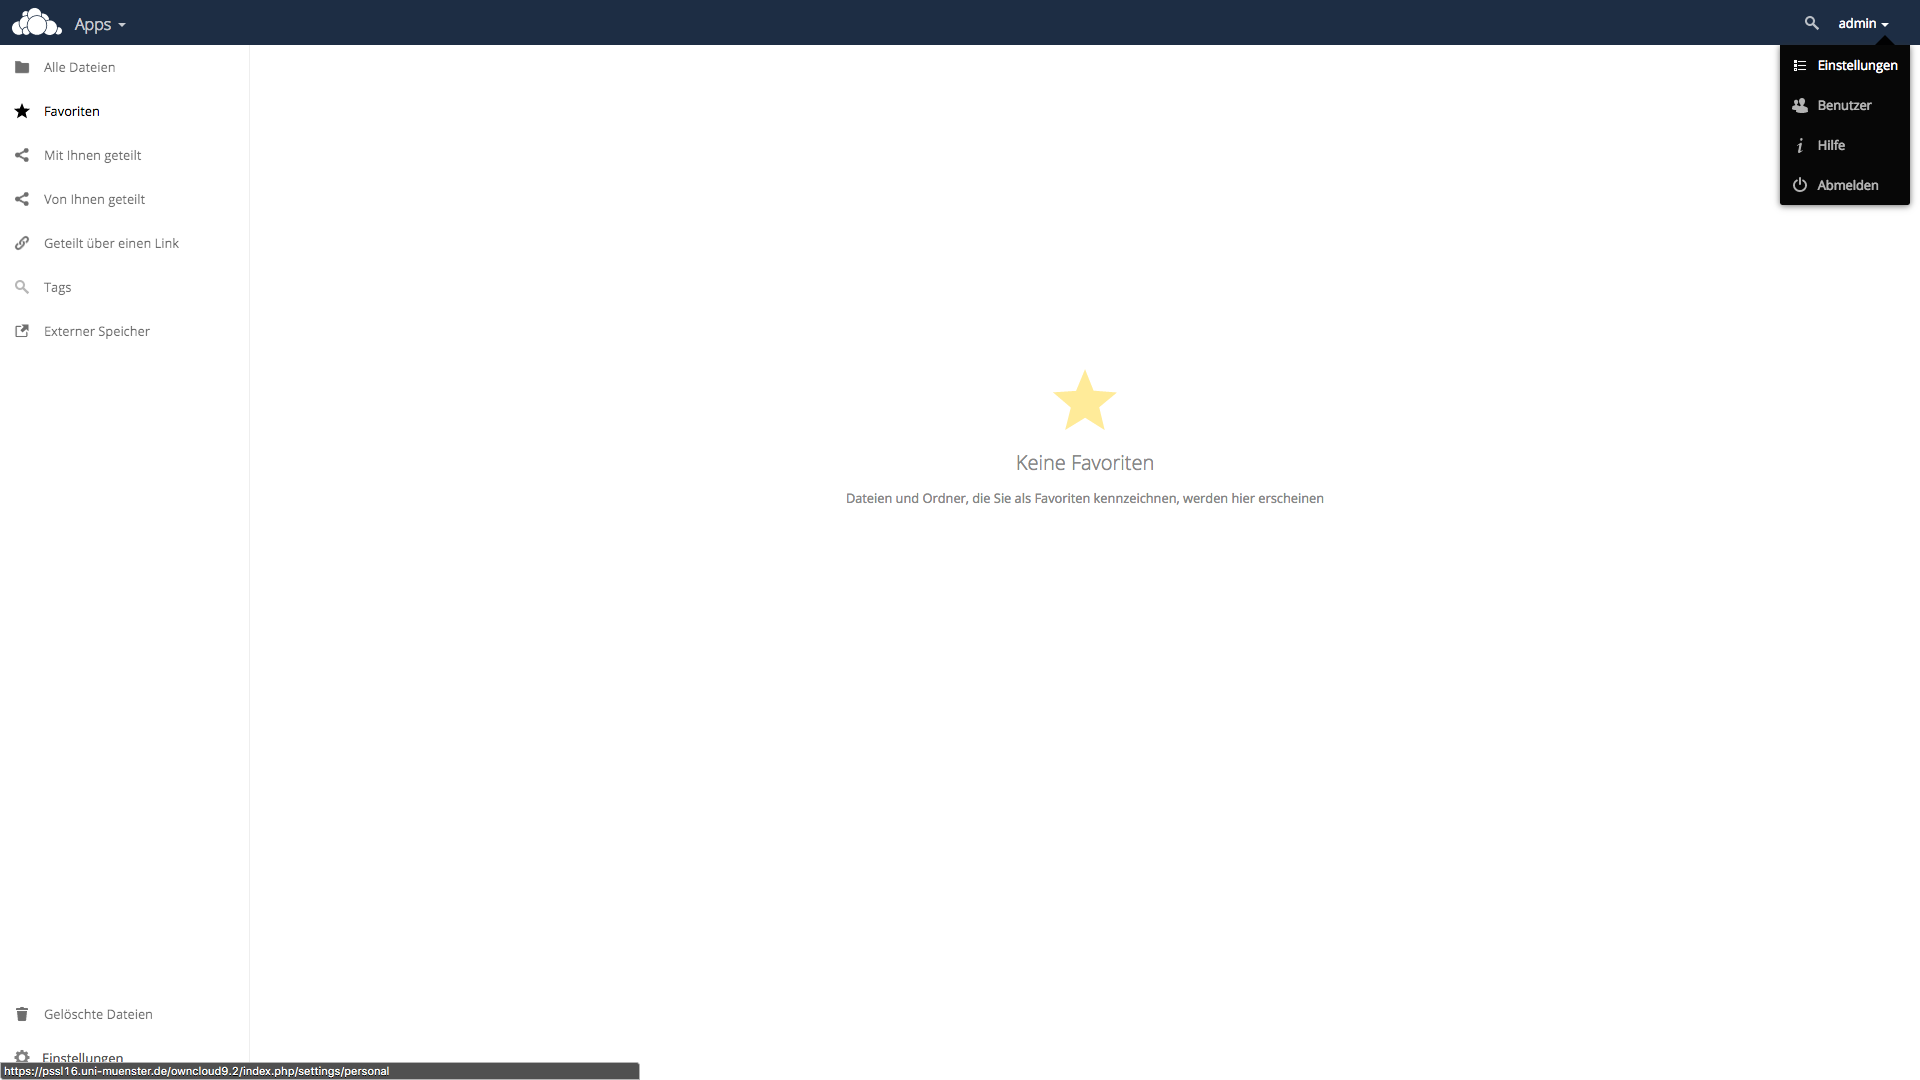 Apps
admin
Einstellungen
Benutzer
Hilfe
Abmelden
Alle Dateien
Favoriten
Mit Ihnen geteilt
Von Ihnen geteilt
Geteilt über einen Link
Tags
Externer Speicher
Keine Favoriten
Dateien und Ordner, die Sie als Favoriten kennzeichnen, werden hier erscheinen
Gelöschte Dateien
Einstellungen
https://pssl16.uni-muenster.de/owncloud9.2/index.php/settings/personal